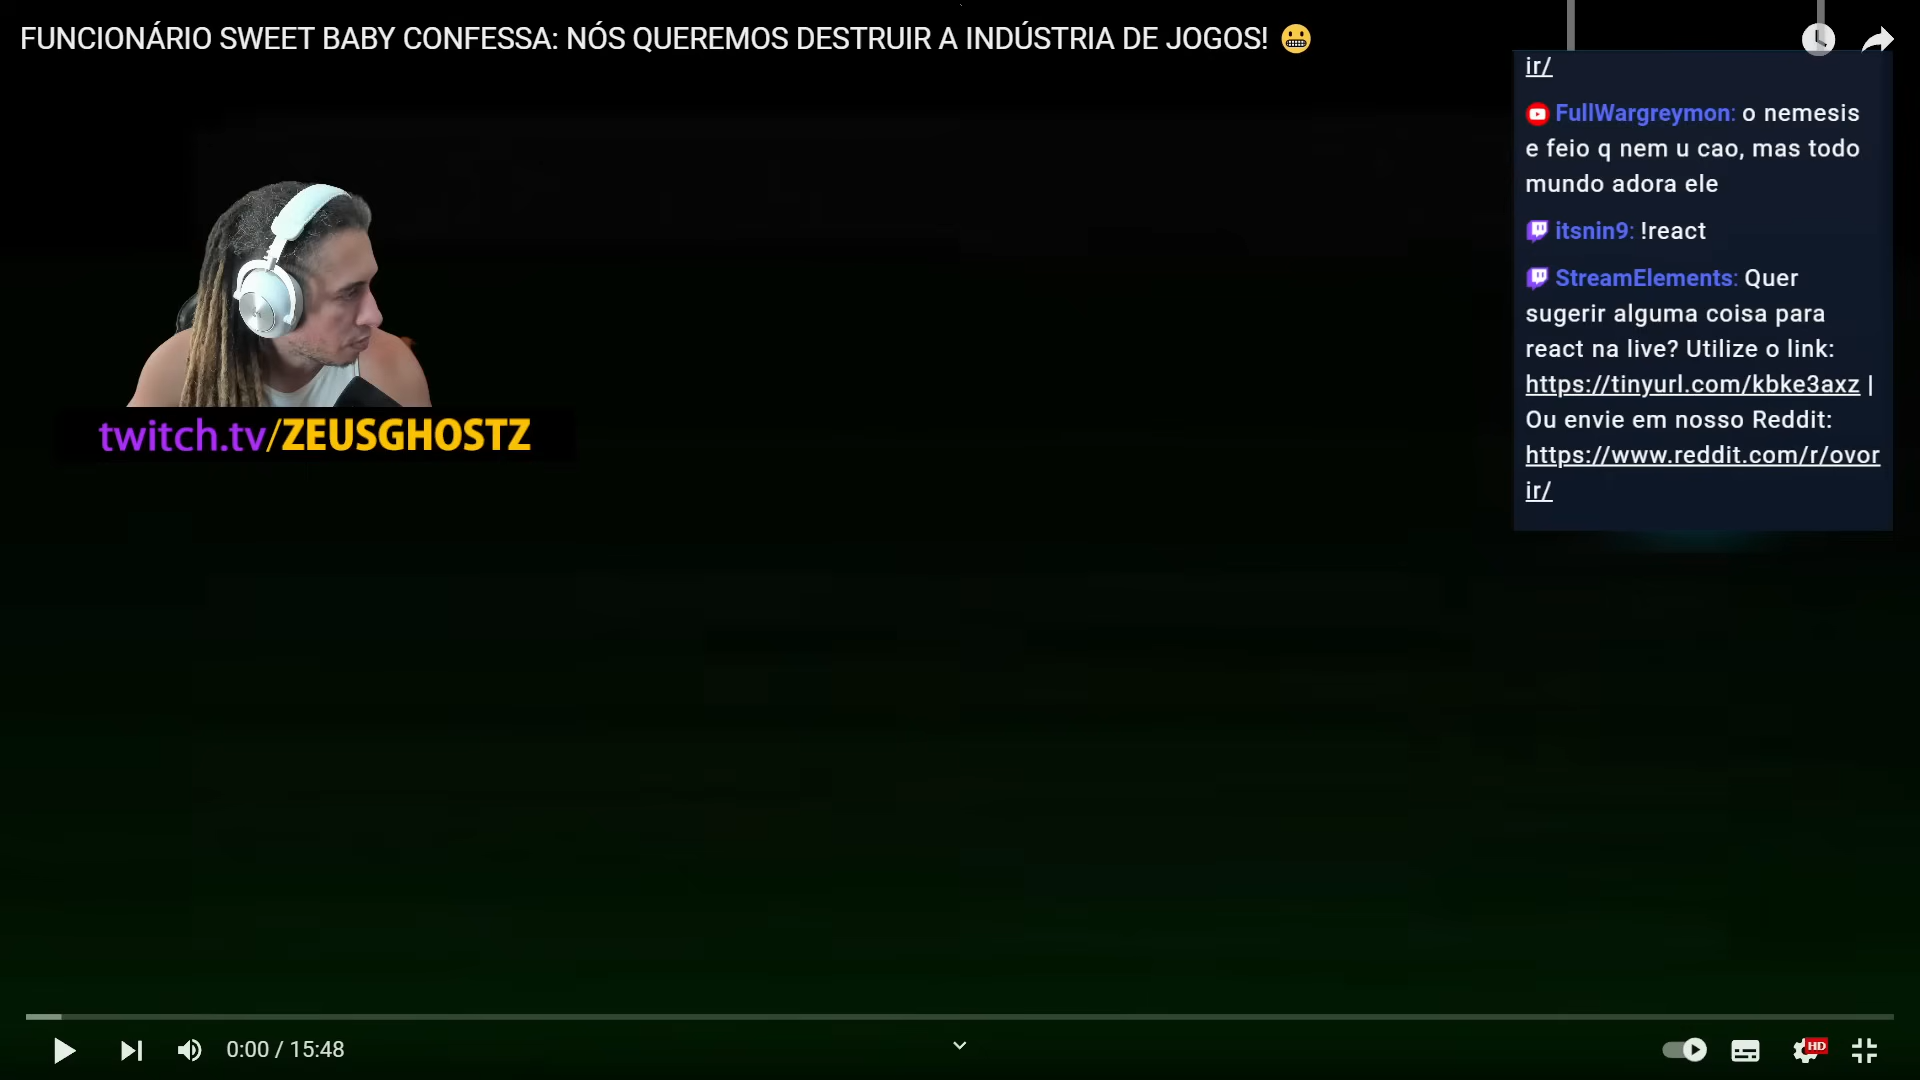 FUNCIONÁRIO SWEET BABY CONFESSA: NÓS QUEREMOS DESTRUIR A INDÚSTRIA DE JOGOS! 😬
ir/
FullWargreymon: o nemesis
e feio q nem u cao, mas todo
mundo adora ele
itsnin9: !react
StreamElements: Quer
sugerir alguma coisa para
react na live? Utilize o link:
https://tinyurl.com/kbke3axz |
Ou envie em nosso Reddit:
https://www.reddit.com/r/ovor
ir/
twitch.tv/ZEUSGHOSTZ
0:00 / 15:48
HD